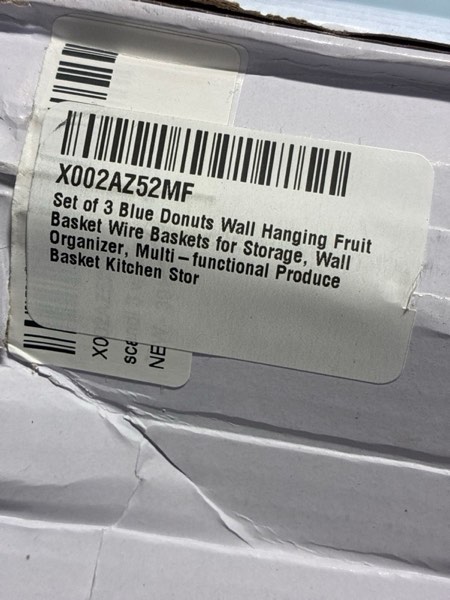 X002AZ52MF
Set of 3 Blue Donuts Wall Hanging Fruit
Basket Wire Baskets for Storage, Wall
Organizer, Multi–functional Produce
Basket Kitchen Stor